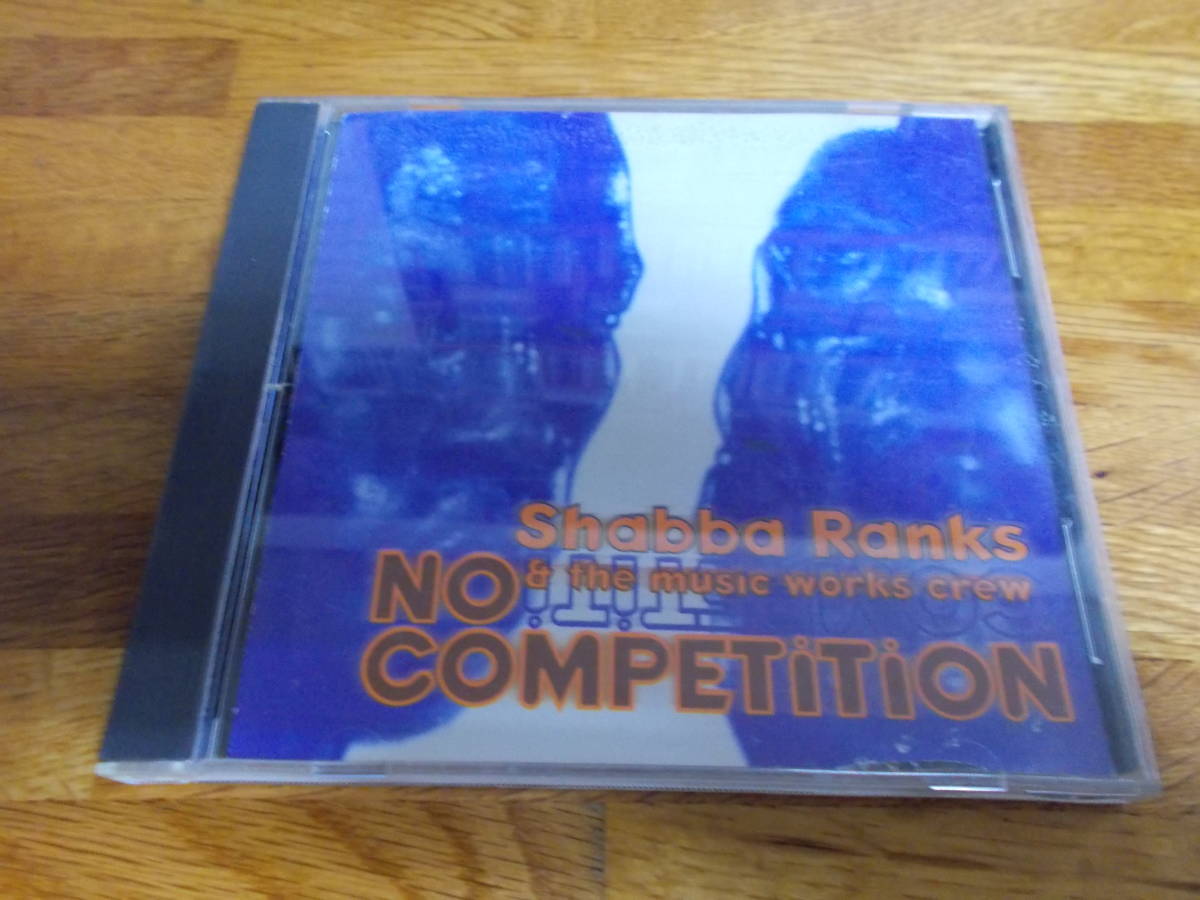 Shabba Ranks
& the music works crew
NO
COMPETiTiON